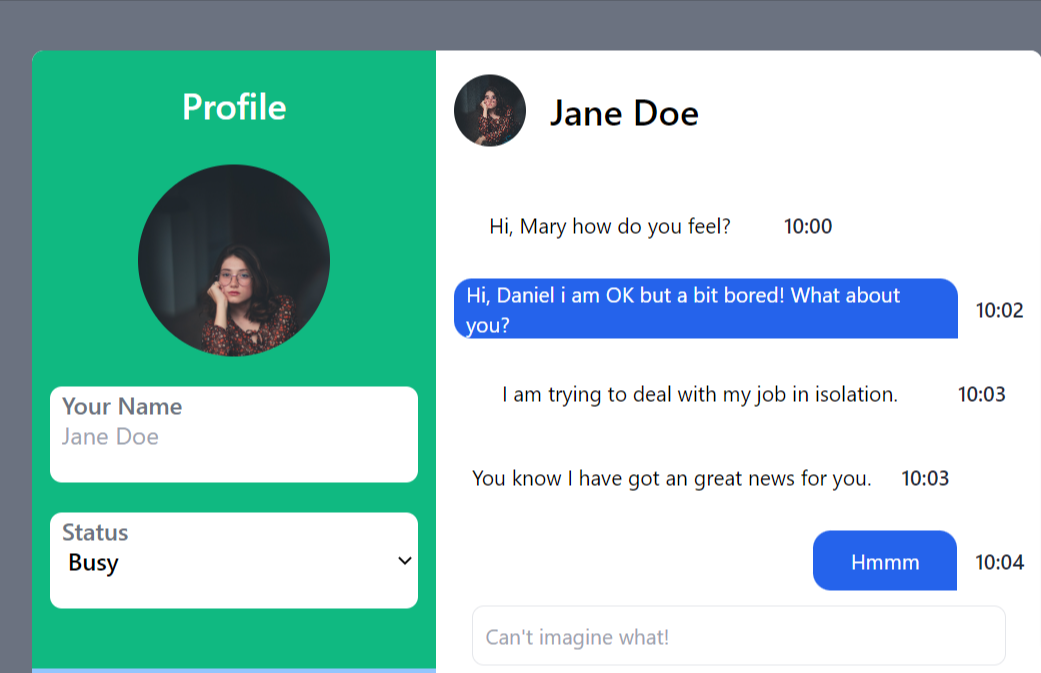 Profile
Your Name
Jane Doe
Status
Busy
Jane Doe
Hi, Mary how do you feel? 10:00
Hi, Daniel i am OK but a bit bored! What about
you?
10:02
I am trying to deal with my job in isolation. 10:03
You know I have got an great news for you. 10:03
Hmmm 10:04
Can't imagine what!